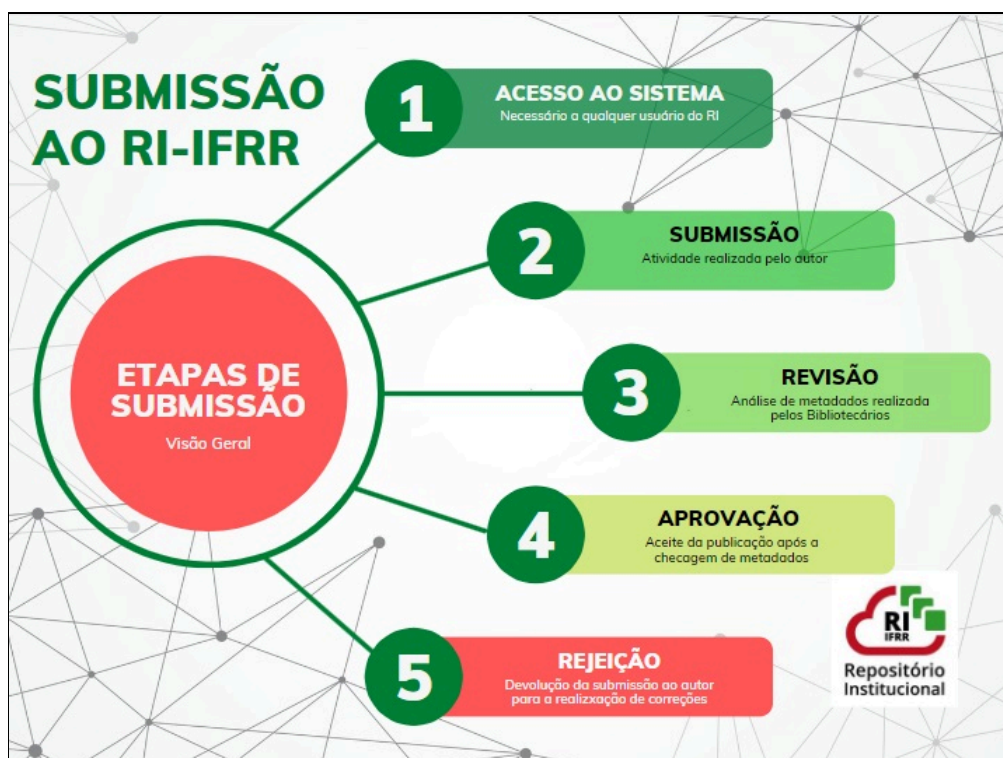 SUBMISSÃO
AO RI-IFRR
1
ACESSO AO SISTEMA
Necessário a qualquer usuário do RI
2
SUBMISSÃO
Atividade realizada pelo autor
ETAPAS DE
SUBMISSÃO
Visão Geral
3
REVISÃO
Análise de metadados realizada
pelos Bibliotecários
4
APROVAÇÃO
Aceite da publicação após a
checagem de metadados
5
REJEIÇÃO
Devolução da submissão ao autor
para a realizxação de correções
RI
IFRR
Repositório
Institucional